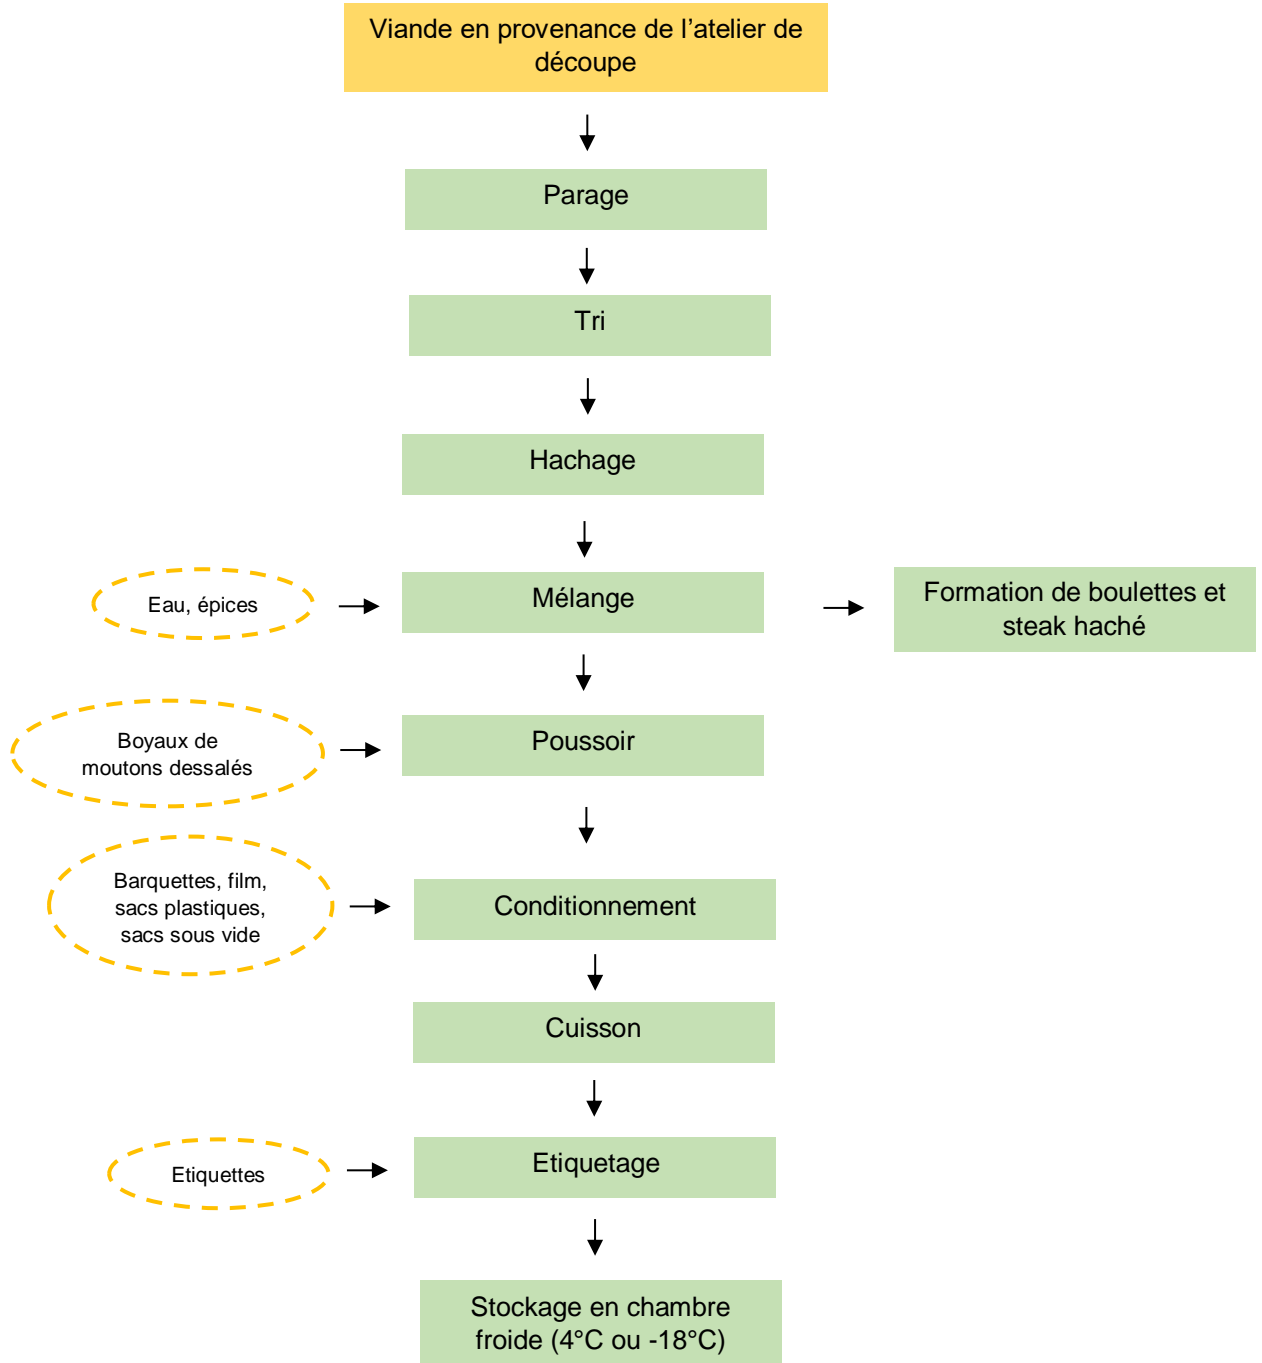 Viande en provenance de l’atelier de
découpe
Parage
Tri
Hachage
Eau, épices
Mélange
Formation de boulettes et
steak haché
Boyaux de
moutons dessalés
Poussoir
Barquettes, film,
sacs plastiques,
sacs sous vide
Conditionnement
Cuisson
Etiquettes
Etiquetage
Stockage en chambre
froide (4°C ou -18°C)